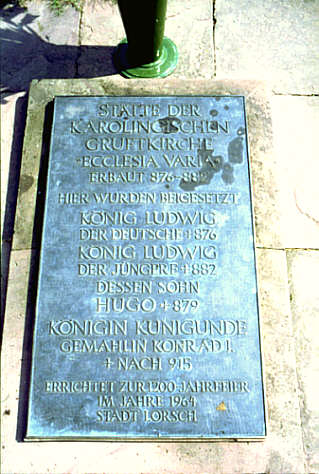 STÄTTE DER
KAROLINGISCHEN
GRUFTKIRCHE
-ECCLESIA VARIA-
ERBAUT 876-882
HIER WURDEN BEIGESETZT:
KÖNIG LUDWIG
DER DEUTSCHE + 876
KÖNIG LUDWIG
DER JÜNGERE + 882
DESSEN SOHN
HUGO + 879
KÖNIGIN KUNIGUNDE
GEMAHLIN KONRAD I.
+ NACH 915
ERRICHTET ZUR 1200-JAHRFEIER
IM JAHRE 1964
STADT LORSCH